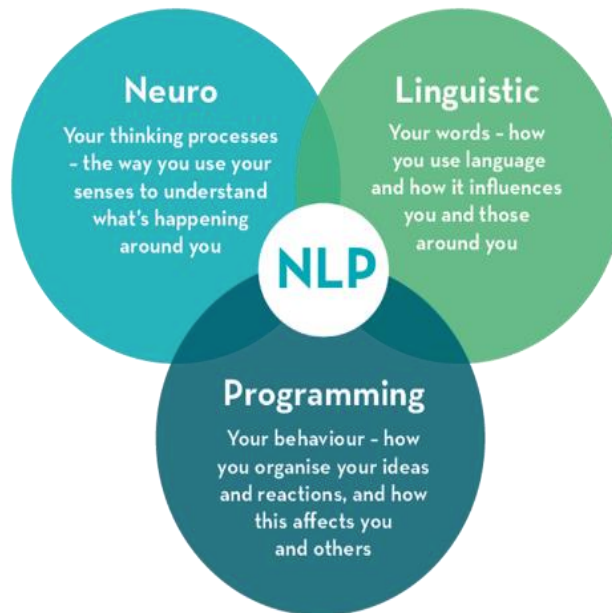 Neuro
Your thinking processes
– the way you use your
senses to understand
what's happening
around you
Linguistic
Your words – how
you use language
and how it influences
you and those
around you
NLP
Programming
Your behaviour – how
you organise your ideas
and reactions, and how
this affects you
and others